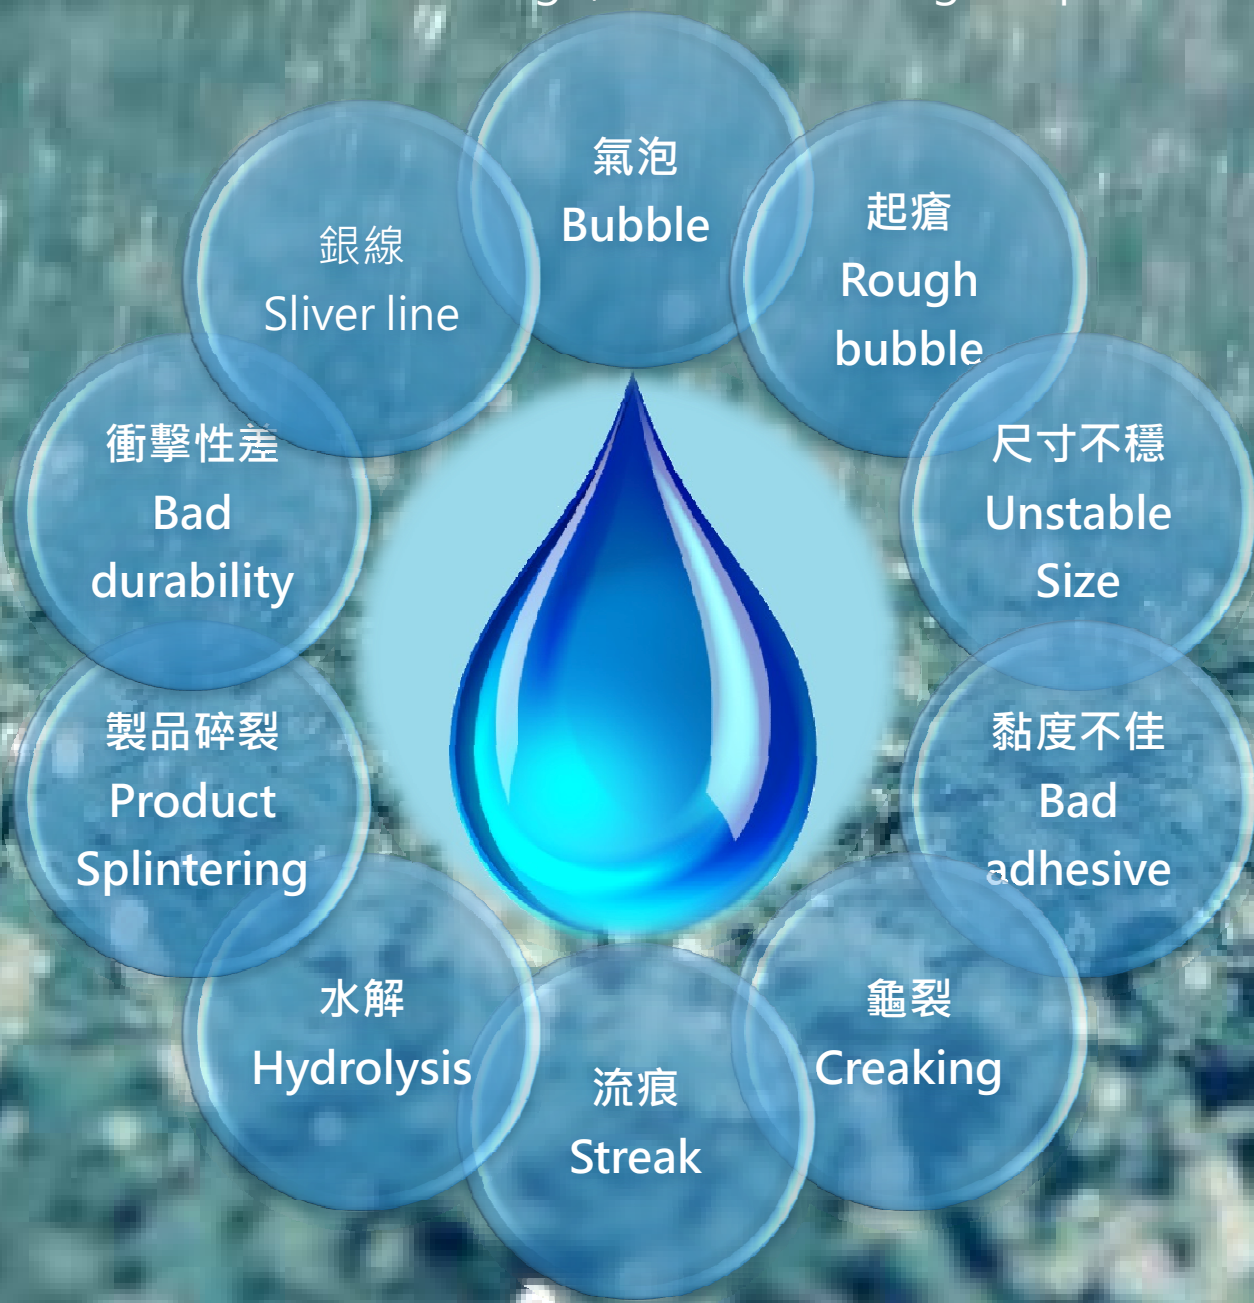 氣泡
Bubble
起瘡
Rough
bubble
尺寸不穩
Unstable
Size
黏度不佳
Bad
adhesive
龜裂
Creaking
流痕
Streak
水解
Hydrolysis
製品碎裂
Product
Splintering
衝擊性差
Bad
durability
銀線
Sliver line